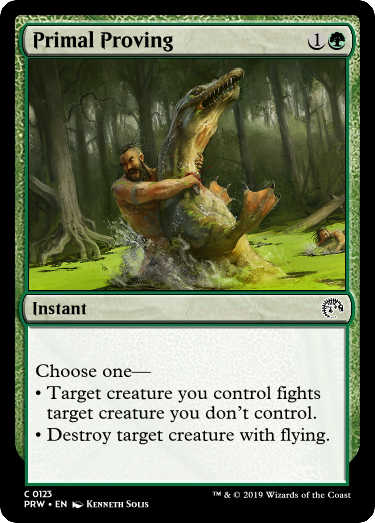 Primal Proving 1
Instant
Choose one—
• Target creature you control fights
target creature you don't control.
• Destroy target creature with flying.
C 0123
PRW • EN Kenneth Solis
™ & © 2019 Wizards of the Coast